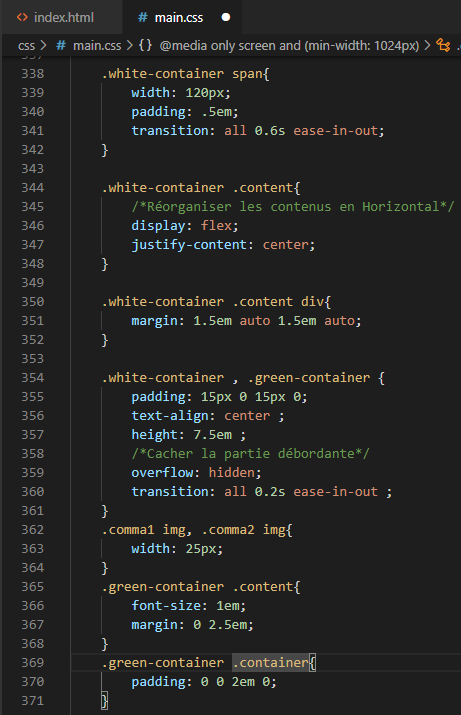 index.html
main.css
css > # main.css > {} @media only screen and (min-width: 1024px) >
337
338 .white-container span{
339 width: 120px;
340 padding: .5em;
341 transition: all 0.6s ease-in-out;
342 }
343
344 .white-container .content{
345 /*Réorganiser les contenus en Horizontal*/
346 display: flex;
347 justify-content: center;
348 }
349
350 .white-container .content div{
351 margin: 1.5em auto 1.5em auto;
352 }
353
354 .white-container , .green-container {
355 padding: 15px 0 15px 0;
356 text-align: center ;
357 height: 7.5em ;
358 /*Cacher la partie débordante*/
359 overflow: hidden;
360 transition: all 0.2s ease-in-out ;
361 }
362 .comma1 img, .comma2 img{
363 width: 25px;
364 }
365 .green-container .content{
366 font-size: 1em;
367 margin: 0 2.5em;
368 }
369 .green-container .container{
370 padding: 0 0 2em 0;
371 }